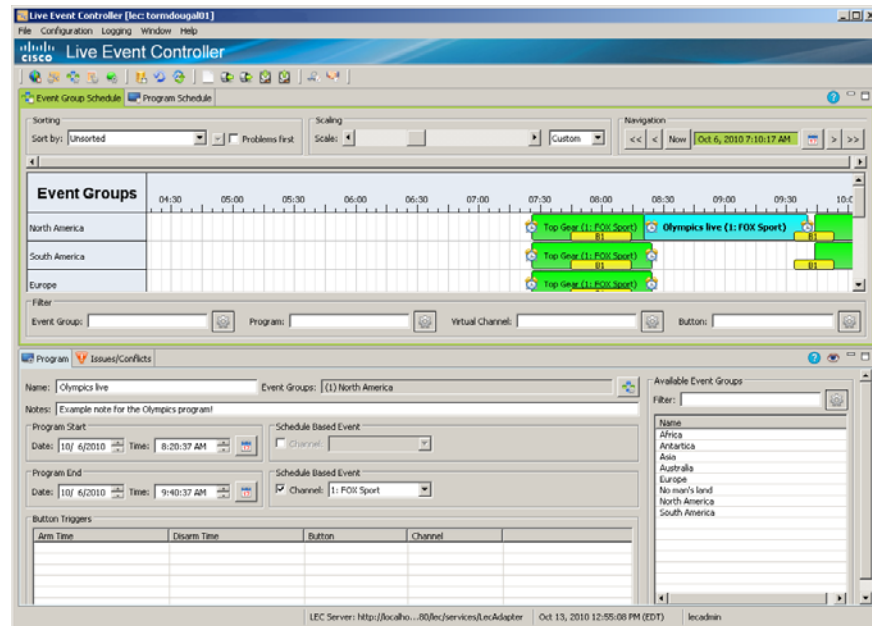 Live Event Controller [lec: tormdougal01]
File Configuration Logging Window Help
cisco Live Event Controller
Event Group Schedule Program Schedule
Sorting Scaling Navigation
Sort by: Unsorted Problems first Scale: Custom << < Now Oct 6, 2010 7:10:17 AM > >>
Event Groups 04:30 05:00 05:30 06:00 06:30 07:00 07:30 08:00 08:30 09:00 09:30 10:0
North America Top Gear (1: FOX Sport) Olympics live (1: FOX Sport)
B1 B1
South America Top Gear (1: FOX Sport)
B1 B1
Europe Top Gear (1: FOX Sport)
Filter
Event Group: Program: Virtual Channel: Button:
Program Issues/Conflicts
Name: Olympics live Event Groups: (1) North America
Notes: Example note for the Olympics program!
Program Start Schedule Based Event
Date: 10/ 6/2010 Time: 8:20:37 AM Channel:
Program End Schedule Based Event
Date: 10/ 6/2010 Time: 9:40:37 AM Channel: 1: FOX Sport
Button Triggers
Arm Time Disarm Time Button Channel
Available Event Groups
Filter:
Name
Africa
Antartica
Asia
Australia
Europe
No man's land
North America
South America
LEC Server: http://localho...80/lec/services/LecAdapter Oct 13, 2010 12:55:08 PM (EDT) lecadmin